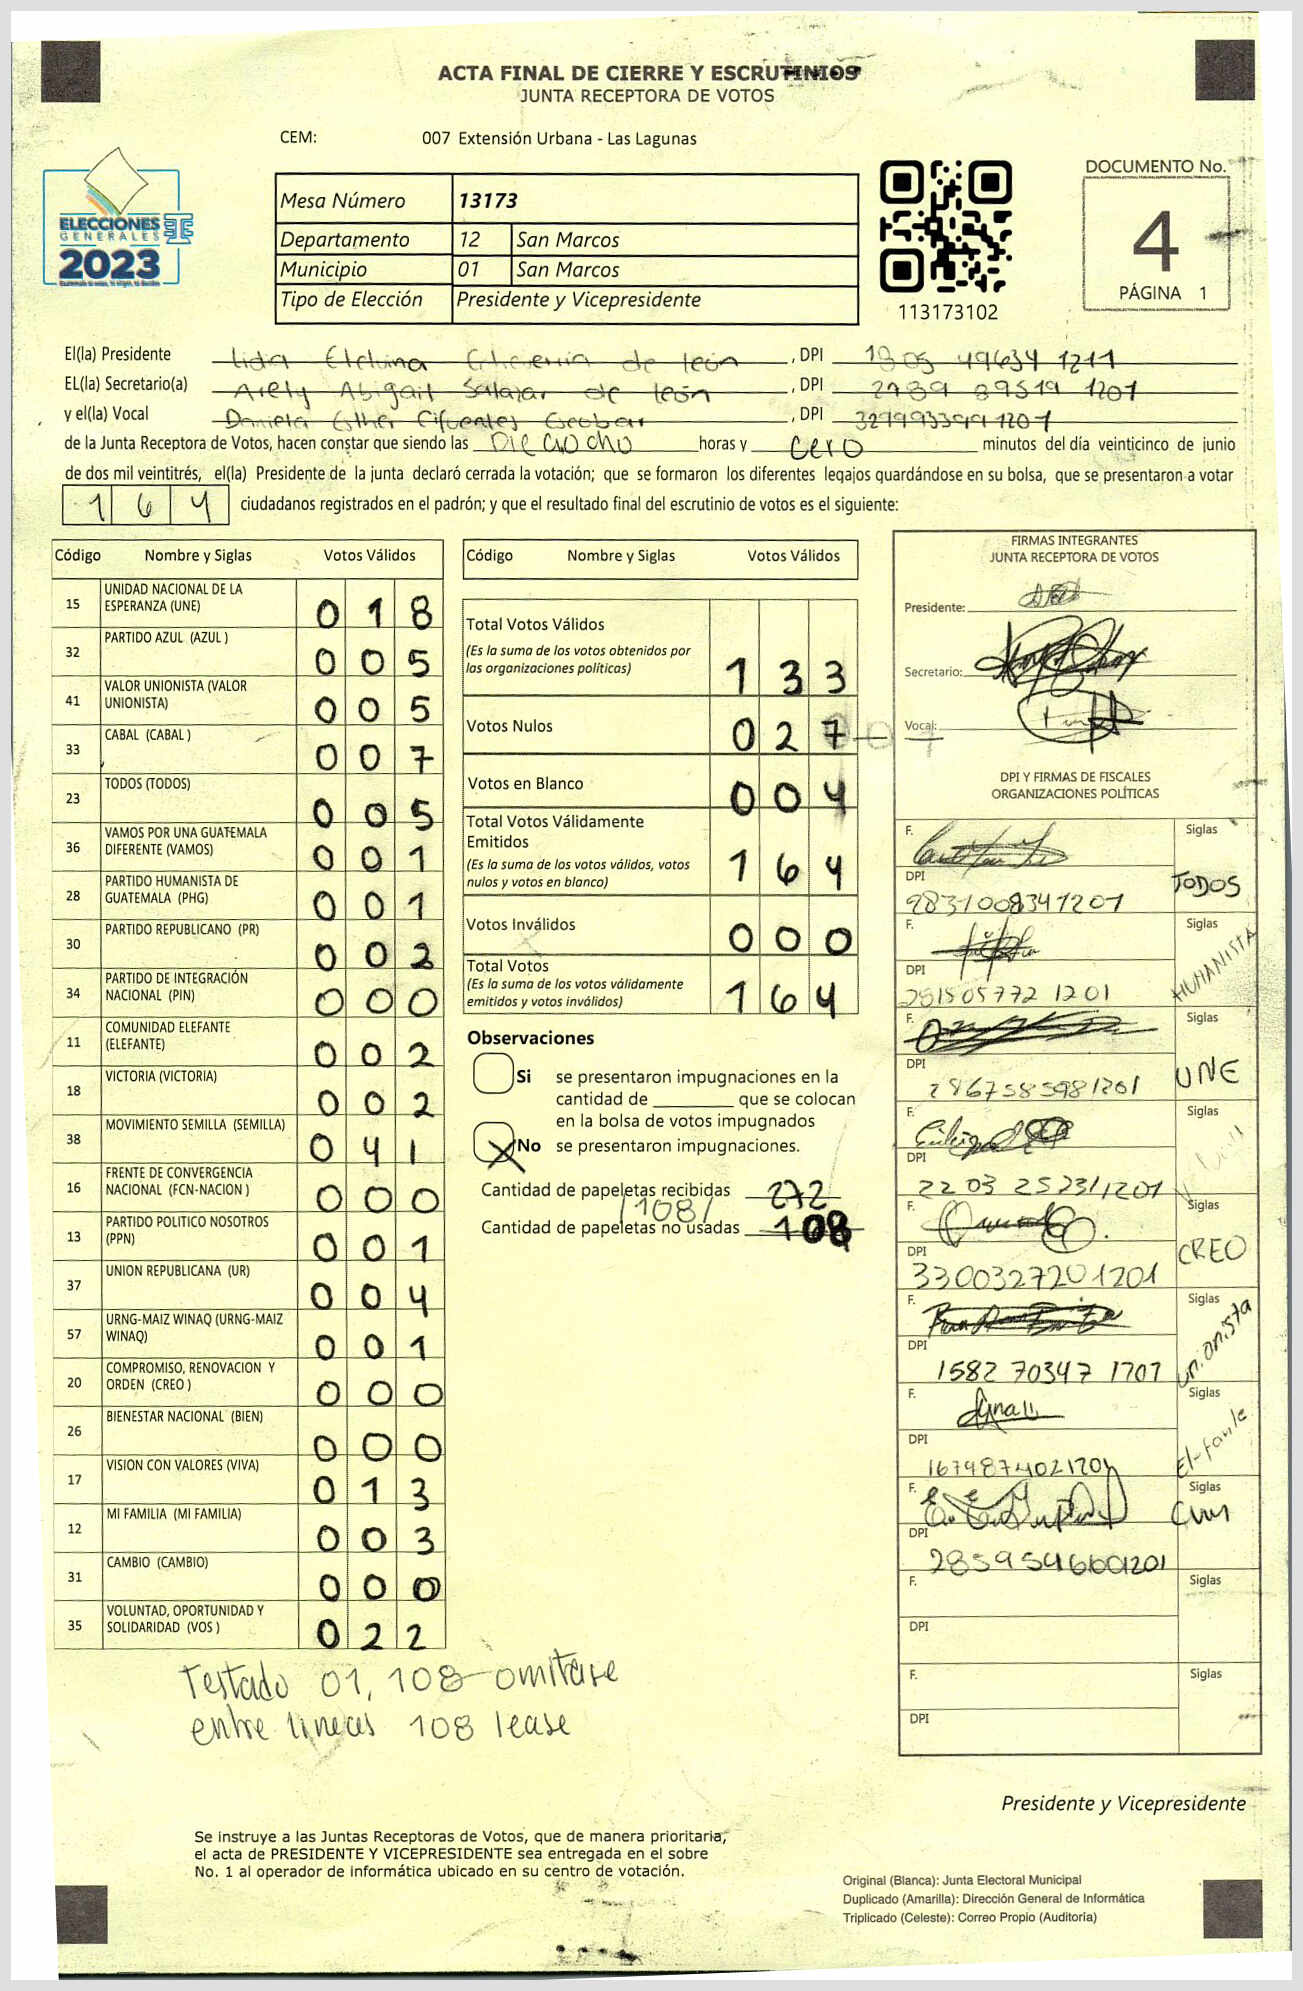 ACTA FINAL DE CIERRE Y ESCRUTINIOS
JUNTA RECEPTORA DE VOTOS
CEM: 007 Extensión Urbana - Las Lagunas
ELECCIONES
GENERALES
2023
Mesa Número 13173
Departamento 12 San Marcos
Municipio 01 San Marcos
Tipo de Elección Presidente y Vicepresidente
113173102
DOCUMENTO No.
4
PÁGINA 1
El(la) Presidente Lidia de león , DPI 1805 49634 1211
EL(la) Secretario(a) Arely Abigail Salazar de león , DPI 2789 89519 1201
y el(la) Vocal Daniela Esther Cifuentes Escobar , DPI 329993399 1201
de la Junta Receptora de Votos, hacen constar que siendo las Dieciocho horas y cero minutos del día veinticinco de junio
de dos mil veintitrés, el(la) Presidente de la junta declaró cerrada la votación; que se formaron los diferentes legajos guardándose en su bolsa, que se presentaron a votar
1 6 4 ciudadanos registrados en el padrón; y que el resultado final del escrutinio de votos es el siguiente:
Código Nombre y Siglas Votos Válidos
15 UNIDAD NACIONAL DE LA ESPERANZA (UNE) 0 1 8
32 PARTIDO AZUL (AZUL ) 0 0 5
41 VALOR UNIONISTA (VALOR UNIONISTA) 0 0 5
33 CABAL (CABAL ) 0 0 7
23 TODOS (TODOS) 0 0 5
36 VAMOS POR UNA GUATEMALA DIFERENTE (VAMOS) 0 0 1
28 PARTIDO HUMANISTA DE GUATEMALA (PHG) 0 0 1
30 PARTIDO REPUBLICANO (PR) 0 0 2
34 PARTIDO DE INTEGRACIÓN NACIONAL (PIN) 0 0 0
11 COMUNIDAD ELEFANTE (ELEFANTE) 0 0 2
18 VICTORIA (VICTORIA) 0 0 2
38 MOVIMIENTO SEMILLA (SEMILLA) 0 4 1
16 FRENTE DE CONVERGENCIA NACIONAL (FCN-NACION ) 0 0 0
13 PARTIDO POLITICO NOSOTROS (PPN) 0 0 1
37 UNION REPUBLICANA (UR) 0 0 4
57 URNG-MAIZ WINAQ (URNG-MAIZ WINAQ) 0 0 1
20 COMPROMISO, RENOVACION Y ORDEN (CREO ) 0 0 0
26 BIENESTAR NACIONAL (BIEN) 0 0 0
17 VISION CON VALORES (VIVA) 0 1 3
12 MI FAMILIA (MI FAMILIA) 0 0 3
31 CAMBIO (CAMBIO) 0 0 0
35 VOLUNTAD, OPORTUNIDAD Y SOLIDARIDAD (VOS ) 0 2 2
Testado 01, 108 omitase
entre líneas 108 lease
Código Nombre y Siglas Votos Válidos
Total Votos Válidos 1 3 3
(Es la suma de los votos obtenidos por
las organizaciones políticas)
Votos Nulos 0 2 7
Votos en Blanco 0 0 4
Total Votos Válidamente
Emitidos 1 6 4
(Es la suma de los votos válidos, votos
nulos y votos en blanco)
Votos Inválidos 0 0 0
Total Votos 1 6 4
(Es la suma de los votos válidamente
emitidos y votos inválidos)
Observaciones
Si se presentaron impugnaciones en la
cantidad de ________ que se colocan
en la bolsa de votos impugnados
No se presentaron impugnaciones.
Cantidad de papeletas recibidas 272
/108/
Cantidad de papeletas no usadas 108
FIRMAS INTEGRANTES
JUNTA RECEPTORA DE VOTOS
Presidente:
Secretario:
Vocal:
DPI Y FIRMAS DE FISCALES
ORGANIZACIONES POLÍTICAS
F. Siglas
DPI TODOS
2831008341201
F. Siglas
DPI HUMANISTA
251505772 1201
F. Siglas
DPI UNE
2867585981201
F. Siglas
DPI
22 03 25231 1201
F. Siglas
DPI CREO
3300327201201
F. Siglas
DPI unionista
1582 70347 1707
F. Siglas
DPI
1679874021201
F. Siglas
DPI
2859546601201
F. Siglas
DPI
F. Siglas
DPI
Presidente y Vicepresidente
Se instruye a las Juntas Receptoras de Votos, que de manera prioritaria,
el acta de PRESIDENTE Y VICEPRESIDENTE sea entregada en el sobre
No. 1 al operador de informática ubicado en su centro de votación.
Original (Blanca): Junta Electoral Municipal
Duplicado (Amarilla): Dirección General de Informática
Triplicado (Celeste): Correo Propio (Auditoría)